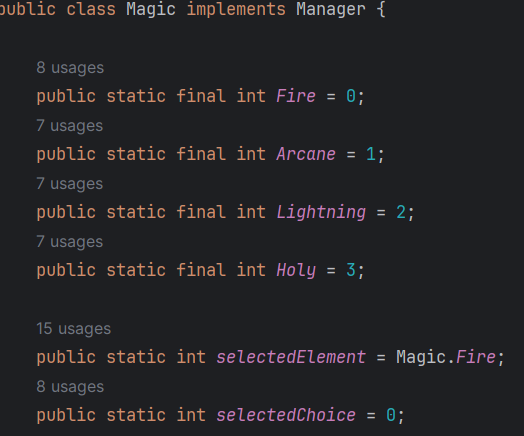 public class Magic implements Manager {
8 usages
public static final int Fire = 0;
7 usages
public static final int Arcane = 1;
7 usages
public static final int Lightning = 2;
7 usages
public static final int Holy = 3;
15 usages
public static int selectedElement = Magic.Fire;
8 usages
public static int selectedChoice = 0;